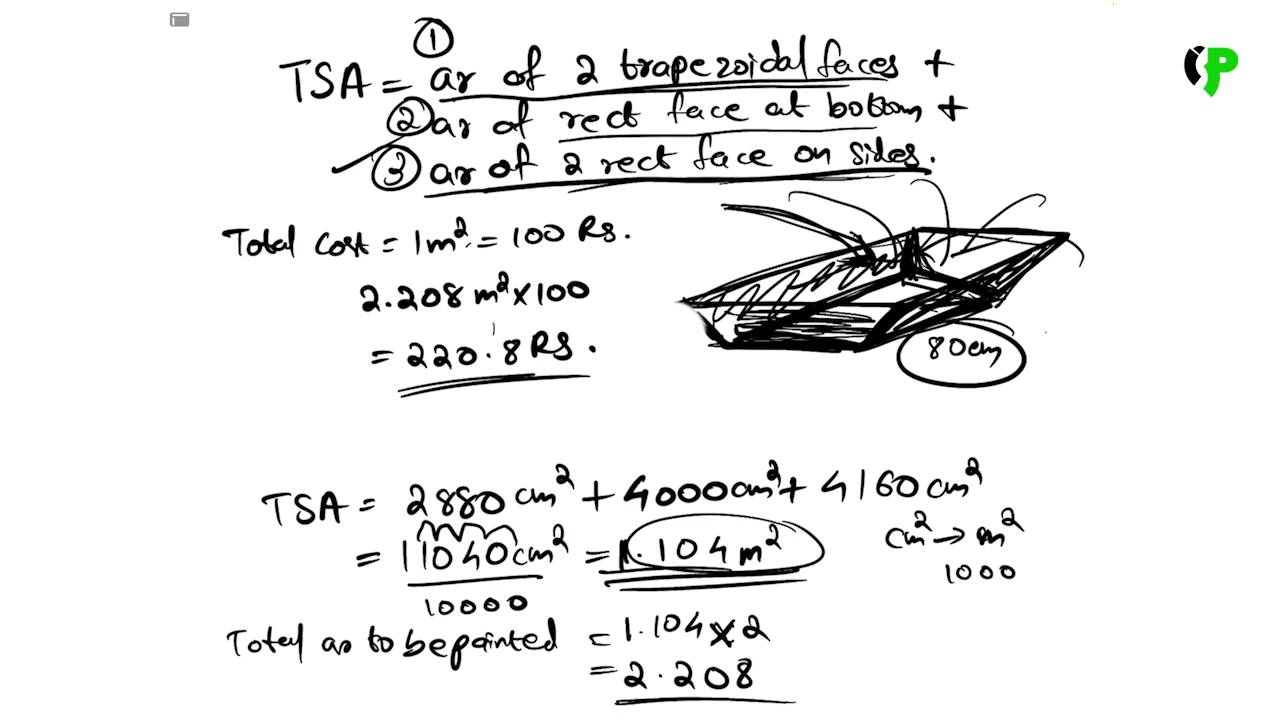 ①
TSA = ar of 2 trapezoidal faces +
② ar of rect face at bottom +
③ ar of 2 rect face on sides.
Total cost = 1m² = 100 Rs.
2.208 m² x 100
= 220.8 RS.
80cm
TSA = 2880 cm² + 4000cm² + 4160 cm²
= 11040 cm² = 1.104 m²
10000
cm² → m²
1000
Total ar to be painted = 1.104 x 2
= 2.208